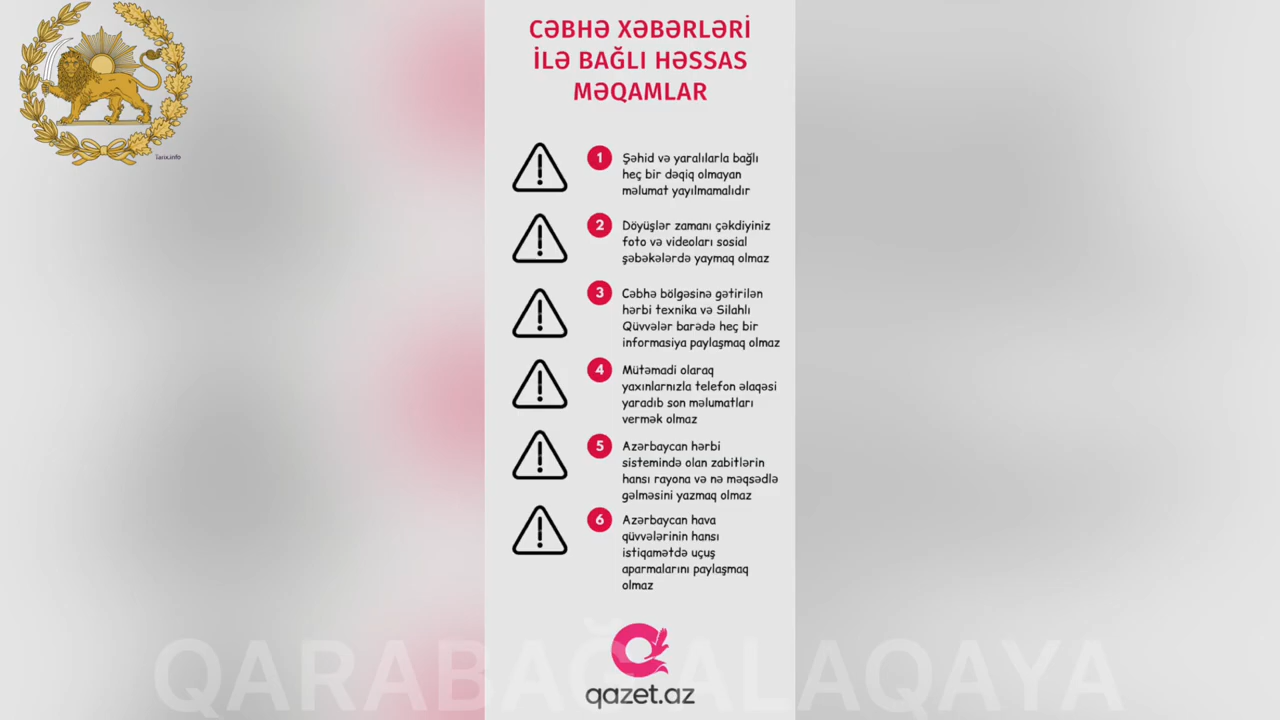 CƏBHƏ XƏBƏRLƏRİ
İLƏ BAĞLI HƏSSAS
MƏQAMLAR
1
Şəhid və yaralılarla bağlı
heç bir dəqiq olmayan
məlumat yayılmamalıdır
2
Döyüşlər zamanı çəkdiyiniz
foto və videoları sosial
şəbəkələrdə yaymaq olmaz
3
Cəbhə bölgəsinə gətirilən
hərbi texnika və Silahlı
Qüvvələr barədə heç bir
informasiya paylaşmaq olmaz
4
Mütəmadi olaraq
yaxınlarnızla telefon əlaqəsi
yaradıb son məlumatları
vermək olmaz
5
Azərbaycan hərbi
sistemində olan zabitlərin
hansı rayona və nə məqsədlə
gəlməsini yazmaq olmaz
6
Azərbaycan hava
qüvvələrinin hansı
istiqamətdə uçuş
aparmalarını paylaşmaq
olmaz
qazet.az
Tarix.info
QARABAĞ ALAQAYA